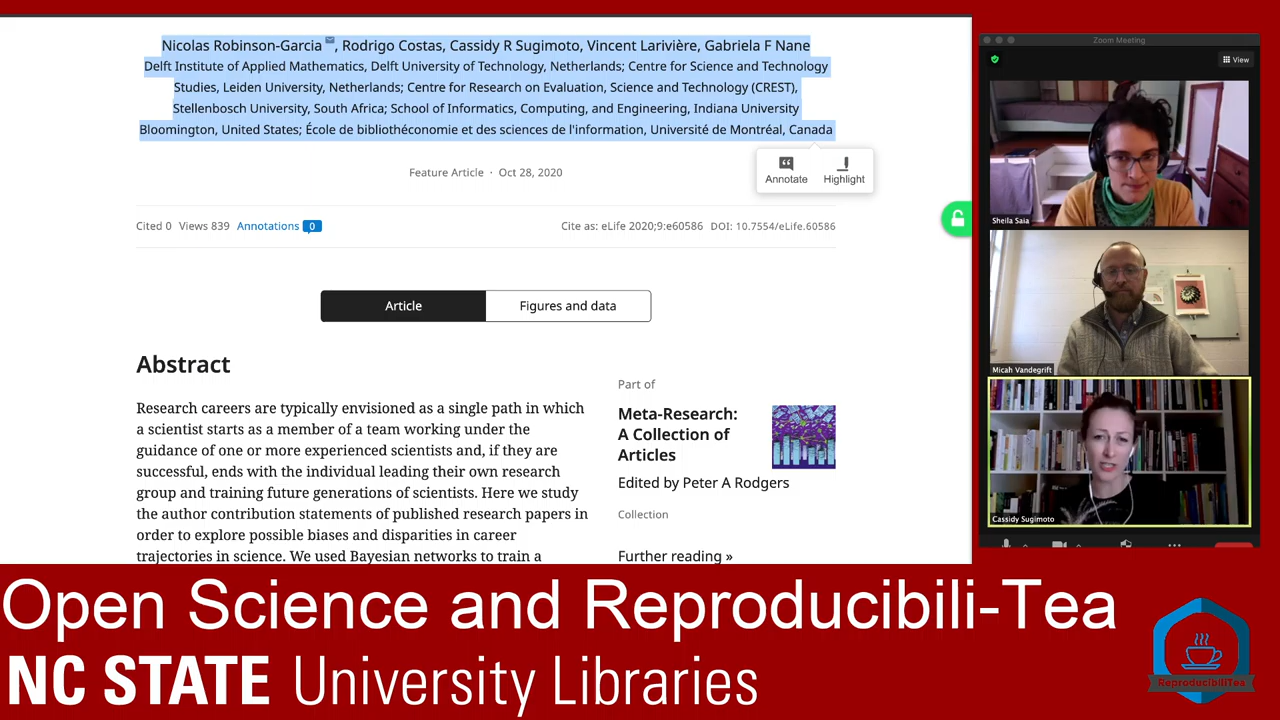 Nicolas Robinson-Garcia , Rodrigo Costas, Cassidy R Sugimoto, Vincent Larivière, Gabriela F Nane
Delft Institute of Applied Mathematics, Delft University of Technology, Netherlands; Centre for Science and Technology
Studies, Leiden University, Netherlands; Centre for Research on Evaluation, Science and Technology (CREST),
Stellenbosch University, South Africa; School of Informatics, Computing, and Engineering, Indiana University
Bloomington, United States; École de bibliothéconomie et des sciences de l'information, Université de Montréal, Canada
Annotate
Highlight
Feature Article · Oct 28, 2020
Cited 0 Views 839 Annotations 0
Cite as: eLife 2020;9:e60586 DOI: 10.7554/eLife.60586
Article
Figures and data
Abstract
Research careers are typically envisioned as a single path in which
a scientist starts as a member of a team working under the
guidance of one or more experienced scientists and, if they are
successful, ends with the individual leading their own research
group and training future generations of scientists. Here we study
the author contribution statements of published research papers in
order to explore possible biases and disparities in career
trajectories in science. We used Bayesian networks to train a
Part of
Meta-Research:
A Collection of
Articles
Edited by Peter A Rodgers
Collection
Further reading »
Zoom Meeting
View
Sheila Saia
Micah Vandegrift
Cassidy Sugimoto
Open Science and Reproducibili-Tea
NC STATE University Libraries
ReproducibiliTea